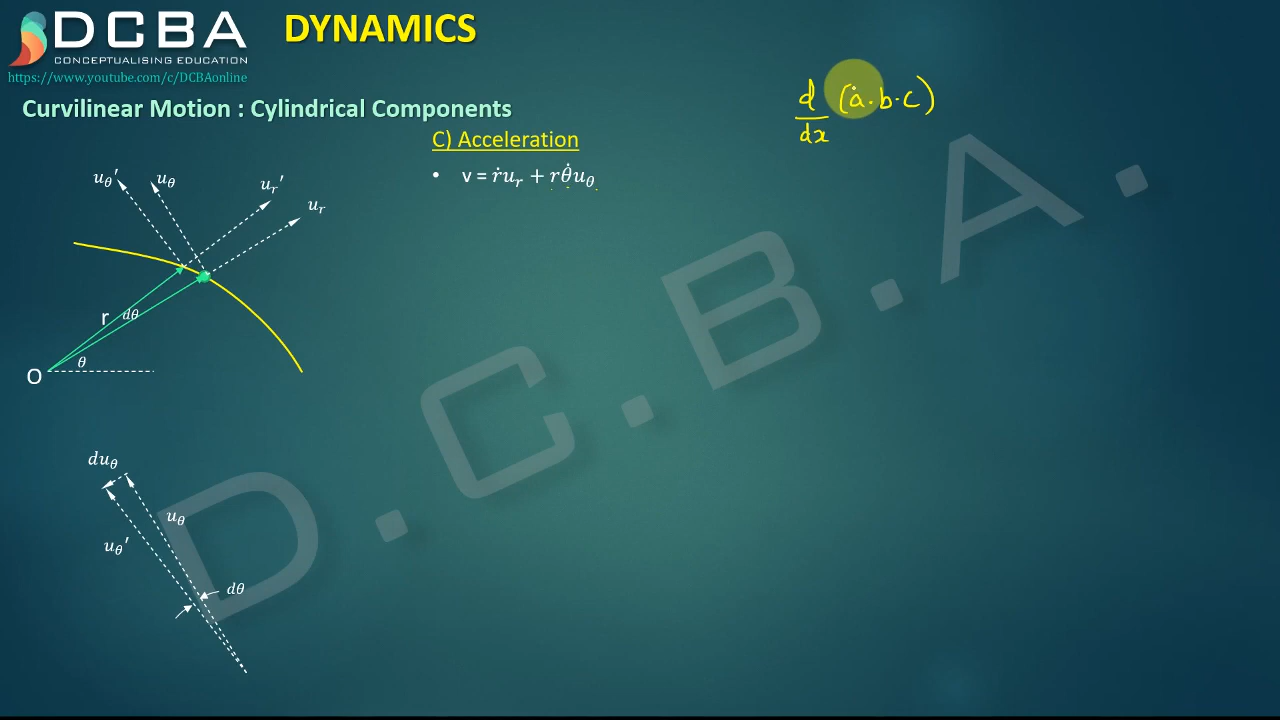 DCBA
CONCEPTUALISING EDUCATION
https://www.youtube.com/c/DCBAonline
DYNAMICS
Curvilinear Motion : Cylindrical Components
d/dx (ȧ.b.c)
C) Acceleration
• v = ṙu_r + rθ̇u_θ
u_θ'
u_θ
u_r'
u_r
r
dθ
θ
O
du_θ
u_θ
u_θ'
dθ
D.C.B.A.